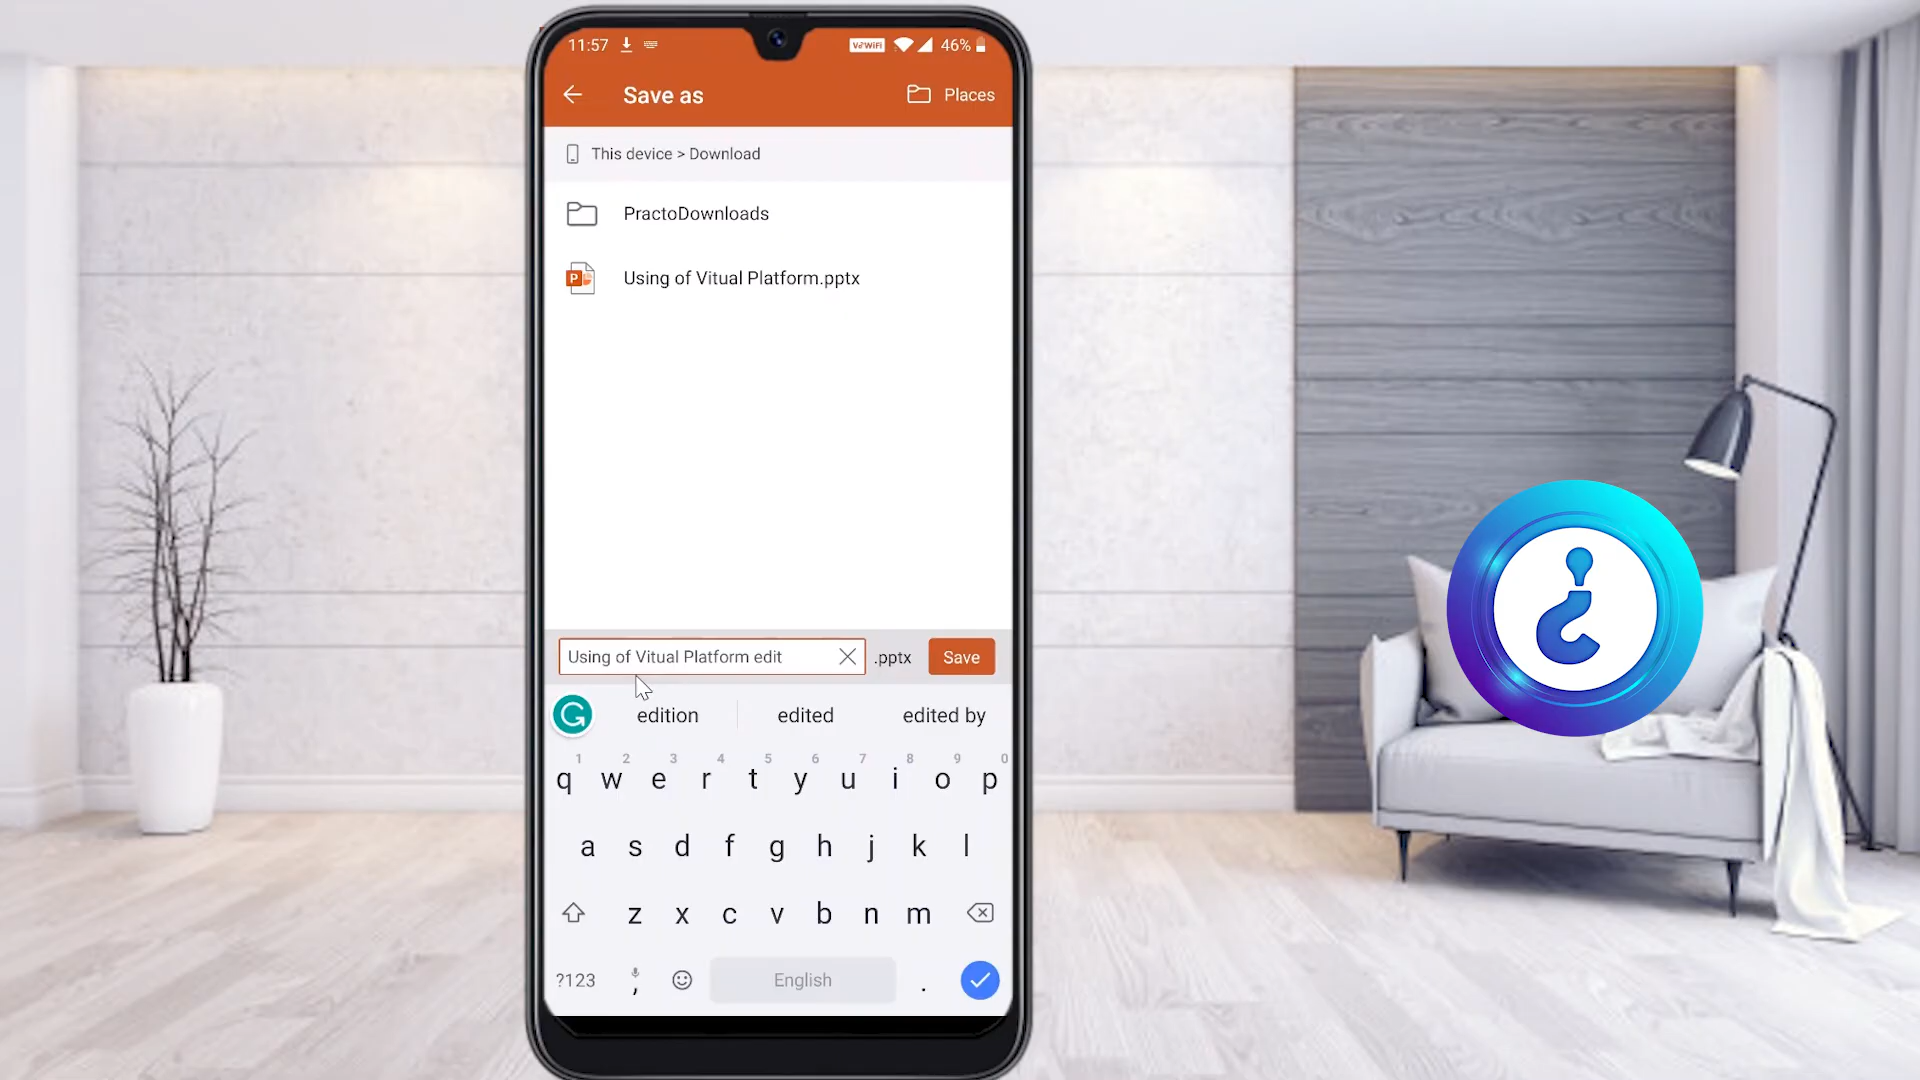 11:57
VoWiFi
46%
Save as
Places
This device > Download
PractoDownloads
P
Using of Vitual Platform.pptx
Using of Vitual Platform edit
.pptx
Save
edition
edited
edited by
1 2 3 4 5 6 7 8 9 0
q w e r t y u i o p
a s d f g h j k l
z x c v b n m
?123
,
English
.